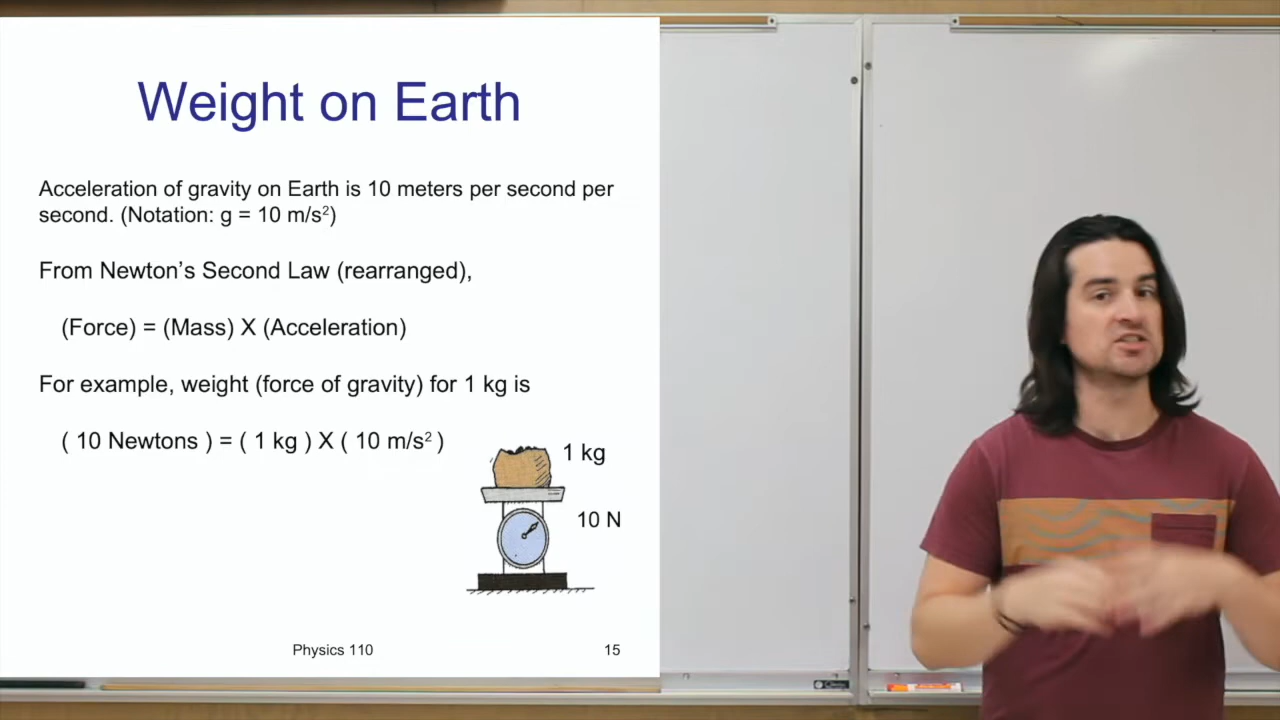 Weight on Earth
Acceleration of gravity on Earth is 10 meters per second per
second. (Notation: g = 10 m/s²)
From Newton’s Second Law (rearranged),
(Force) = (Mass) X (Acceleration)
For example, weight (force of gravity) for 1 kg is
( 10 Newtons ) = ( 1 kg ) X ( 10 m/s² )
1 kg
10 N
Physics 110
15